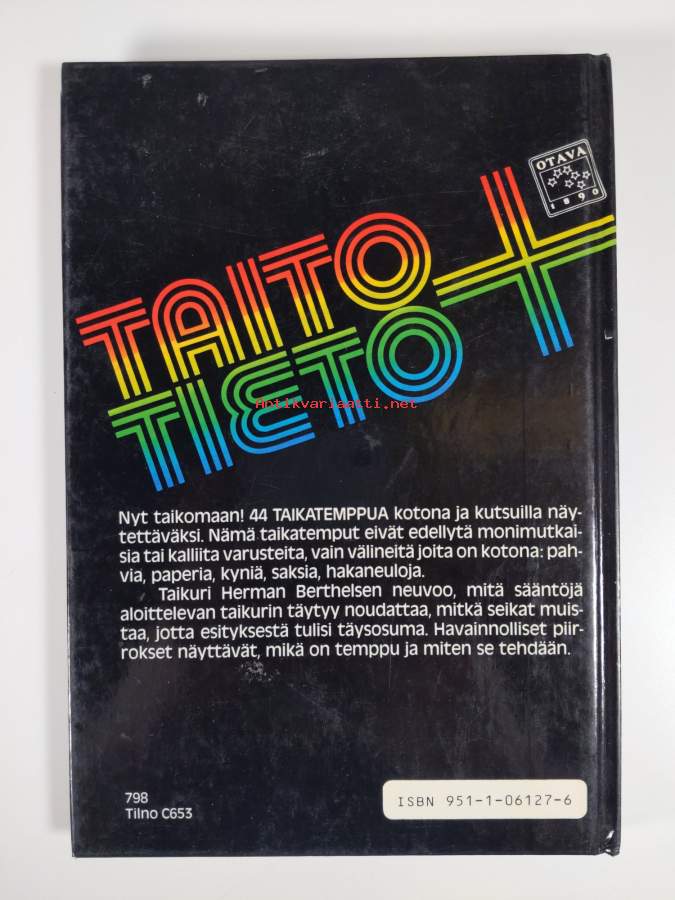 OTAVA
1890
TAITO
TIETO +
Antikvariaatti.net
Nyt taikomaan! 44 TAIKATEMPPUA kotona ja kutsuilla näy-
tettäväksi. Nämä taikatemput eivät edellytä monimutkai-
sia tai kalliita varusteita, vain välineitä joita on kotona: pah-
via, paperia, kyniä, saksia, hakaneuloja.
Taikuri Herman Berthelsen neuvoo, mitä sääntöjä
aloittelevan taikurin täytyy noudattaa, mitkä seikat muis-
taa, jotta esityksestä tulisi täysosuma. Havainnolliset piir-
rokset näyttävät, mikä on temppu ja miten se tehdään.
798
Tilno C653
ISBN 951-1-06127-6